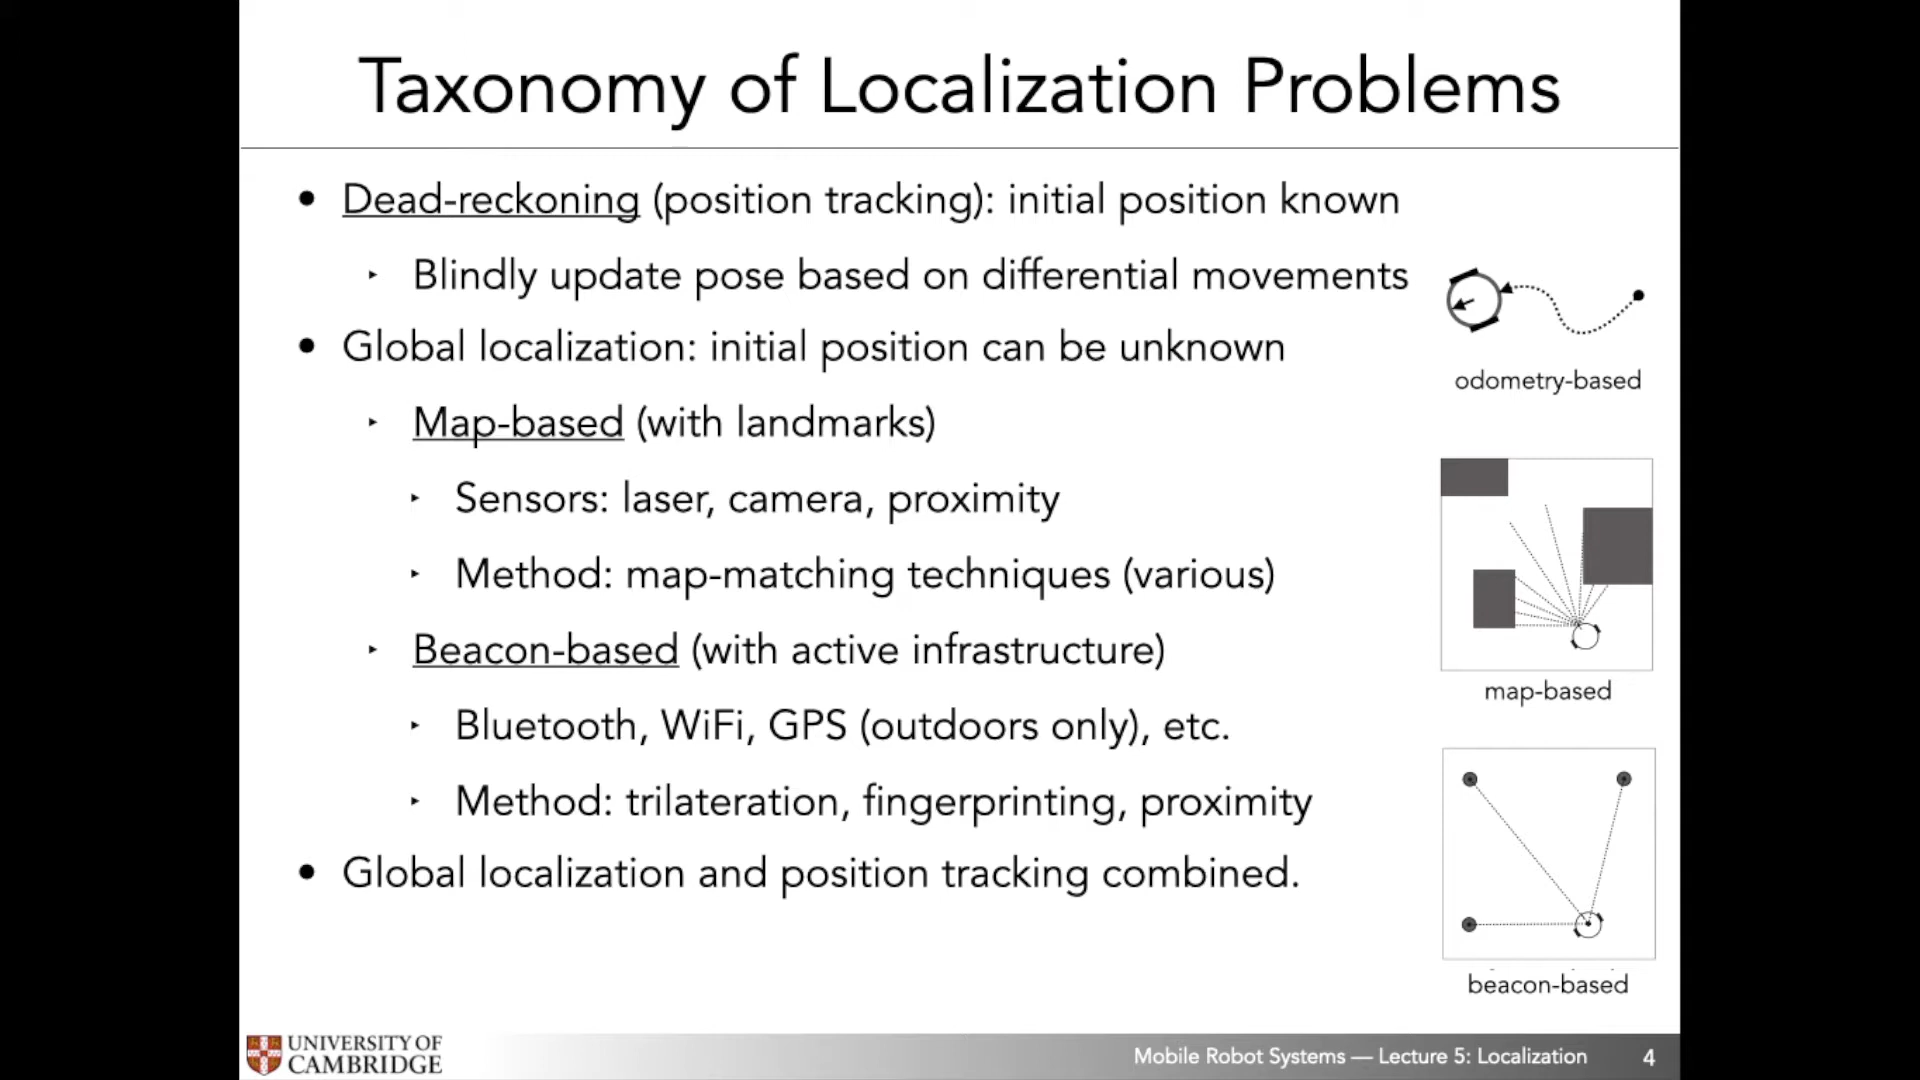 Taxonomy of Localization Problems
• Dead-reckoning (position tracking): initial position known
‣ Blindly update pose based on differential movements
• Global localization: initial position can be unknown
‣ Map-based (with landmarks)
‣ Sensors: laser, camera, proximity
‣ Method: map-matching techniques (various)
‣ Beacon-based (with active infrastructure)
‣ Bluetooth, WiFi, GPS (outdoors only), etc.
‣ Method: trilateration, fingerprinting, proximity
• Global localization and position tracking combined.
odometry-based
map-based
beacon-based
UNIVERSITY OF
CAMBRIDGE
Mobile Robot Systems — Lecture 5: Localization
4